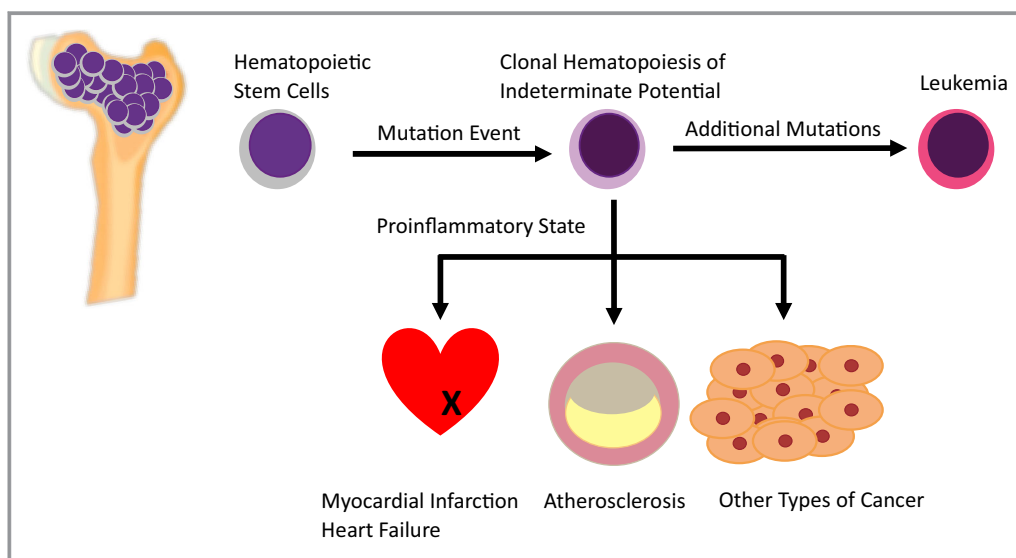 Hematopoietic
Stem Cells
Clonal Hematopoiesis of
Indeterminate Potential
Leukemia
Mutation Event
Additional Mutations
Proinflammatory State
X
Myocardial Infarction
Heart Failure
Atherosclerosis
Other Types of Cancer